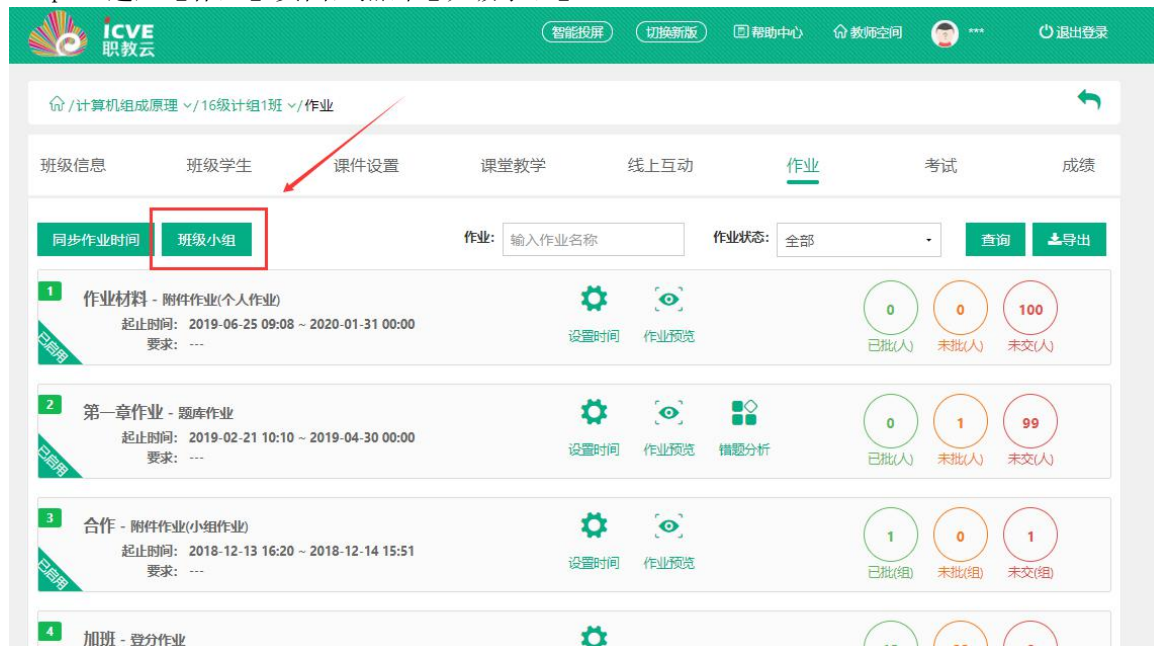 iCVE
职教云
智能投屏 切换新版 帮助中心 教师空间 *** 退出登录
/计算机组成原理 /16级计组1班 /作业
班级信息 班级学生 课件设置 课堂教学 线上互动 作业 考试 成绩
同步作业时间 班级小组 作业: 输入作业名称 作业状态: 全部 查询 导出
1 作业材料 - 附件作业(个人作业)
起止时间: 2019-06-25 09:08 ~ 2020-01-31 00:00
要求: ---
已启用
设置时间 作业预览
0 0 100
已批(人) 未批(人) 未交(人)
2 第一章作业 - 题库作业
起止时间: 2019-02-21 10:10 ~ 2019-04-30 00:00
要求: ---
已启用
设置时间 作业预览 错题分析
0 1 99
已批(人) 未批(人) 未交(人)
3 合作 - 附件作业(小组作业)
起止时间: 2018-12-13 16:20 ~ 2018-12-14 15:51
要求: ---
已启用
设置时间 作业预览
1 0 1
已批(组) 未批(组) 未交(组)
4 加班 - 登分作业